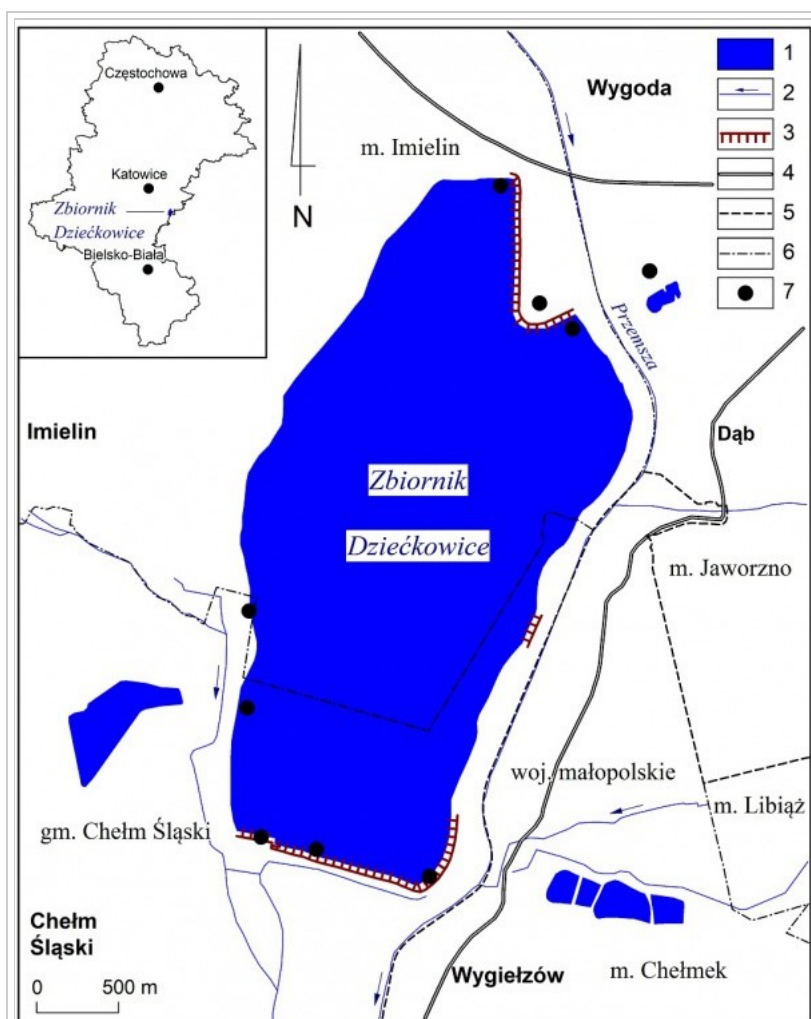 Częstochowa
Katowice
Zbiornik
Dziećkowice
Bielsko-Biała
N
Wygoda
m. Imielin
1
2
3
4
5
6
7
Przemsza
Imielin
Dąb
Zbiornik
Dziećkowice
m. Jaworzno
woj. małopolskie
m. Libiąż
gm. Chełm Śląski
Chełm
Śląski
0 500 m
Wygiełzów
m. Chełmek